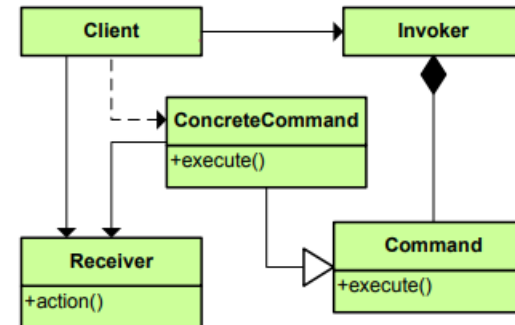 Client
Invoker
ConcreteCommand
+execute()
Command
+execute()
Receiver
+action()